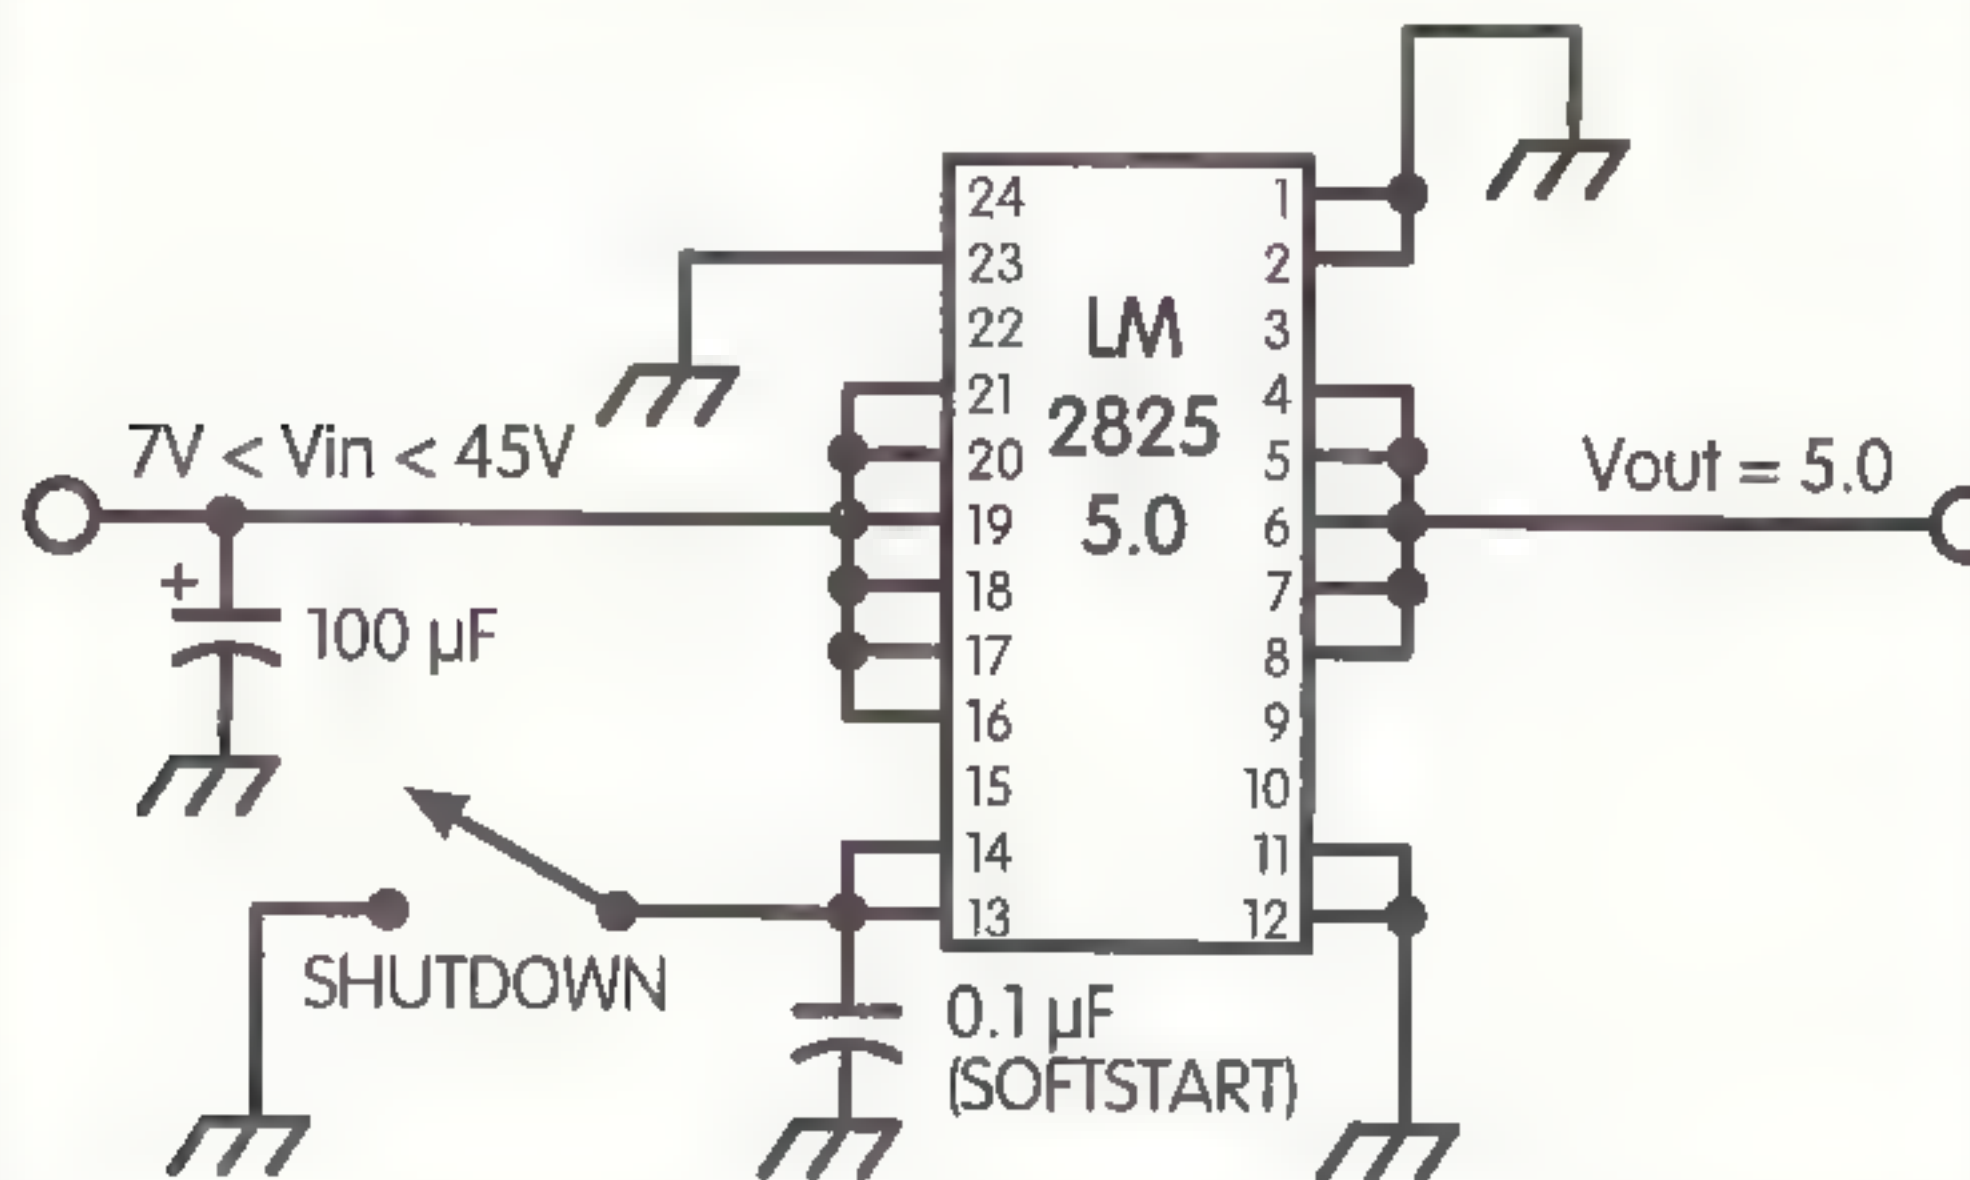 24 1
23 2
22 LM 3
21 4
7V < Vin < 45V 20 2825 5 Vout = 5.0
19 5.0 6
+
18 7
100 µF 17 8
16 9
15 10
14 11
13 12
SHUTDOWN
0.1 µF
(SOFTSTART)